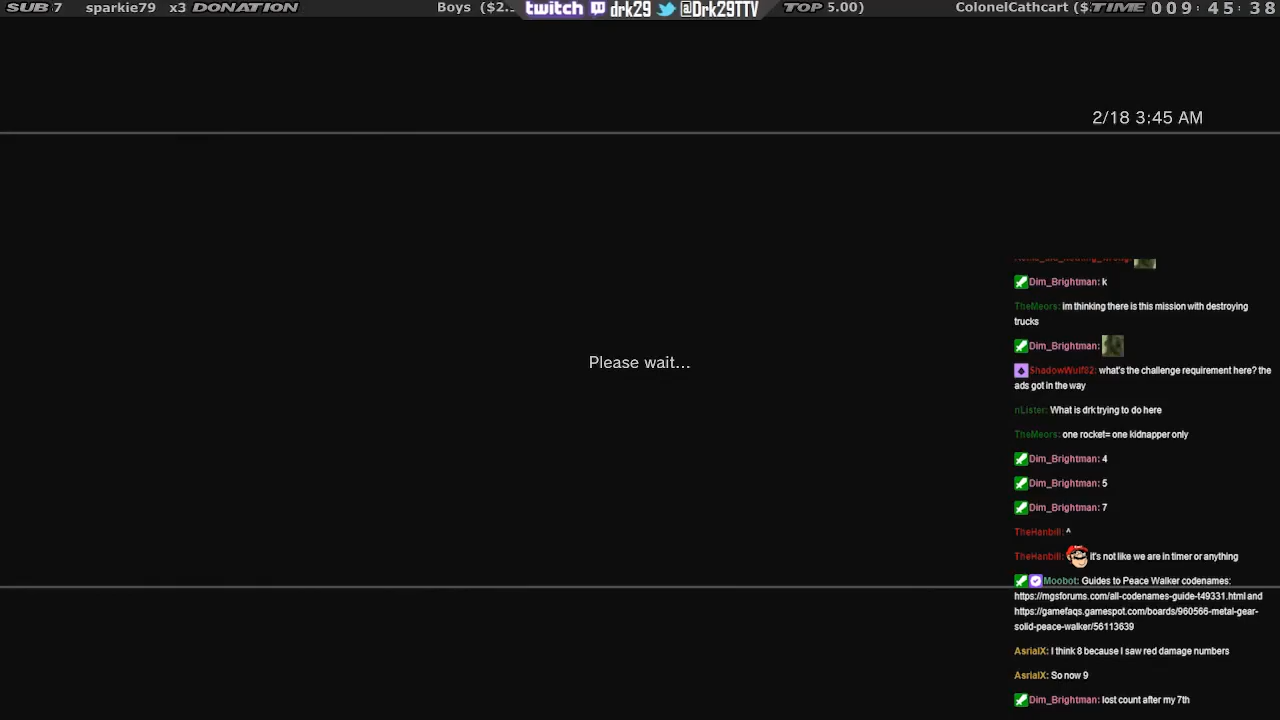 SUB 7 sparkie79 x3 DONATION Boys ($2.. twitch drk29 @Drk29TTV TOP 5.00) ColonelCathcart ($. TIME 009:45:38
2/18 3:45 AM
Please wait...
Dim_Brightman: k
TheMeors: im thinking there is this mission with destroying
trucks
Dim_Brightman:
ShadowWulf82: what's the challenge requirement here? the
ads got in the way
nLister: What is drk trying to do here
TheMeors: one rocket= one kidnapper only
Dim_Brightman: 4
Dim_Brightman: 5
Dim_Brightman: 7
TheHanbill: ^
TheHanbill: It's not like we are in timer or anything
Moobot: Guides to Peace Walker codenames:
https://mgsforums.com/all-codenames-guide-t49331.html and
https://gamefaqs.gamespot.com/boards/960566-metal-gear-
solid-peace-walker/56113639
AsrialX: I think 8 because I saw red damage numbers
AsrialX: So now 9
Dim_Brightman: lost count after my 7th